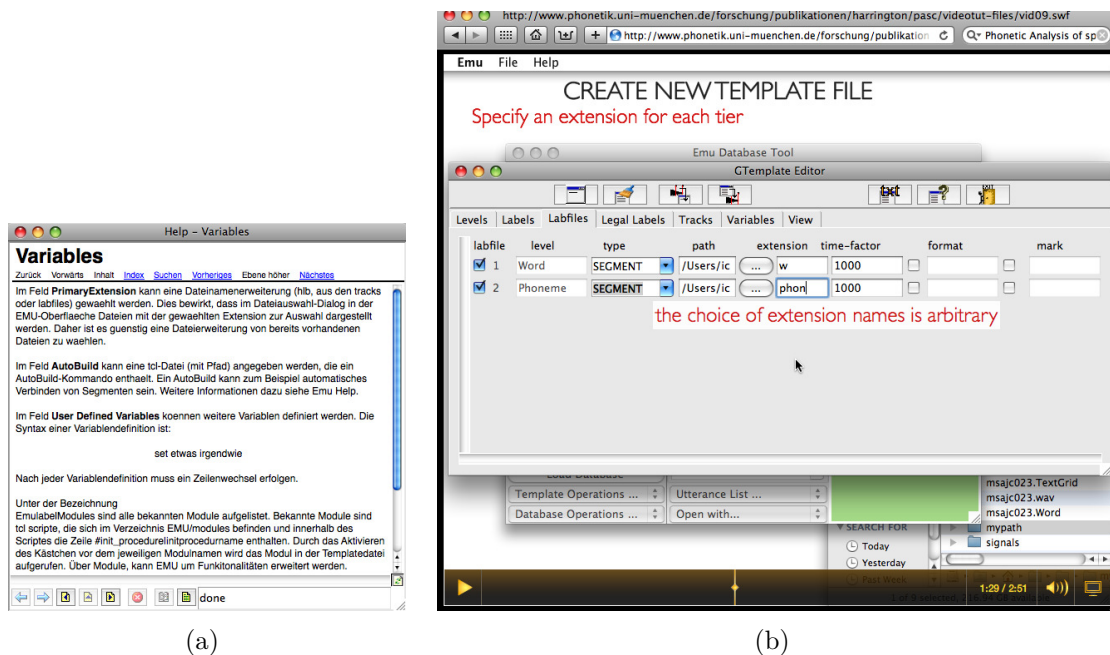 Help – Variables
Variables
Zurück Vorwärts Inhalt Index Suchen Vorheriges Ebene höher Nächstes
Im Feld PrimaryExtension kann eine Dateinamenerweiterung (hlb, aus den tracks
oder labfiles) gewaehlt werden. Dies bewirkt, dass im Dateiauswahl-Dialog in der
EMU-Oberflaeche Dateien mit der gewaehlten Extension zur Auswahl dargestellt
werden. Daher ist es guenstig eine Dateierweiterung von bereits vorhandenen
Dateien zu waehlen.
Im Feld AutoBuild kann eine tcl-Datei (mit Pfad) angegeben werden, die ein
AutoBuild-Kommando enthaelt. Ein AutoBuild kann zum Beispiel automatisches
Verbinden von Segmenten sein. Weitere Informationen dazu siehe Emu Help.
Im Feld User Defined Variables koennen weitere Variablen definiert werden. Die
Syntax einer Variablendefinition ist:
set etwas irgendwie
Nach jeder Variablendefinition muss ein Zeilenwechsel erfolgen.
Unter der Bezeichnung
EmulabelModules sind alle bekannten Module aufgelistet. Bekannte Module sind
tcl scripte, die sich im Verzeichnis EMU/modules befinden und innerhalb des
Scriptes die Zeile #init_procedurelinitprocedurname enthalten. Durch das Aktivieren
des Kästchen vor dem jeweiligen Modulnamen wird das Modul in der Templatedatei
aufgerufen. Über Module, kann EMU um Funkitonalitäten erweitert werden.
done
(a)
http://www.phonetik.uni-muenchen.de/forschung/publikationen/harrington/pasc/videotut-files/vid09.swf
http://www.phonetik.uni-muenchen.de/forschung/publikation Phonetic Analysis of sp
Emu File Help
CREATE NEW TEMPLATE FILE
Specify an extension for each tier
Emu Database Tool
GTemplate Editor
Levels Labels Labfiles Legal Labels Tracks Variables View
labfile level type path extension time-factor format mark
1 Word SEGMENT /Users/ic ... w 1000
2 Phoneme SEGMENT /Users/ic ... phon 1000
the choice of extension names is arbitrary
Load Database
Template Operations ... Utterance List ...
Database Operations ... Open with...
msajc023.TextGrid
msajc023.wav
msajc023.Word
mypath
signals
SEARCH FOR
Today
Yesterday
Past Week
1:29 / 2:51
(b)